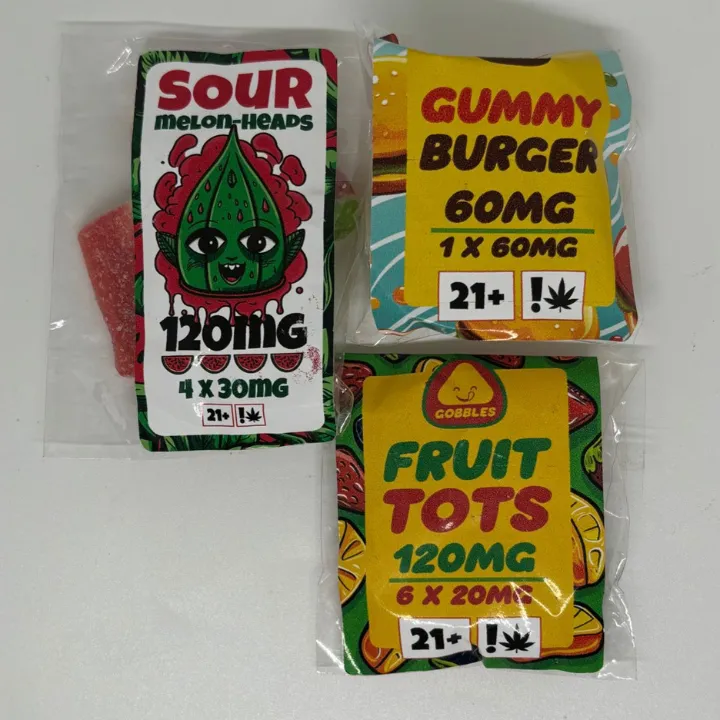 SOUR
MELON-HEADS
120MG
4 X 30MG
21+ !
GUMMY
BURGER
60MG
1 X 60MG
21+ !
GOBBLES
FRUIT
TOTS
120MG
6 X 20MG
21+ !